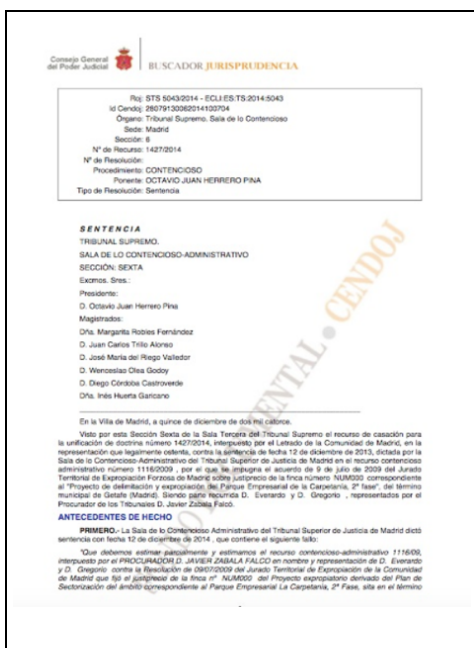 Consejo General
del Poder Judicial
BUSCADOR JURISPRUDENCIA
Roj: STS 5043/2014 - ECLI:ES:TS:2014:5043
Id Cendoj: 28079130062014100704
Órgano: Tribunal Supremo. Sala de lo Contencioso
Sede: Madrid
Sección: 6
Nº de Recurso: 1427/2014
Nº de Resolución:
Procedimiento: CONTENCIOSO
Ponente: OCTAVIO JUAN HERRERO PINA
Tipo de Resolución: Sentencia
SENTENCIA
TRIBUNAL SUPREMO.
SALA DE LO CONTENCIOSO-ADMINISTRATIVO
SECCIÓN: SEXTA
Excmos. Sres.:
Presidente:
D. Octavio Juan Herrero Pina
Magistrados:
Dña. Margarita Robles Fernández
D. Juan Carlos Trillo Alonso
D. José María del Riego Valledor
D. Wenceslao Olea Godoy
D. Diego Córdoba Castroverde
Dña. Inés Huerta Garicano
En la Villa de Madrid, a quince de diciembre de dos mil catorce.
Visto por esta Sección Sexta de la Sala Tercera del Tribunal Supremo el recurso de casación para
la unificación de doctrina número 1427/2014, interpuesto por el Letrado de la Comunidad de Madrid, en la
representación que legalmente ostenta, contra la sentencia de fecha 12 de diciembre de 2013, dictada por la
Sala de lo Contencioso-Administrativo del Tribunal Superior de Justicia de Madrid en el recurso contencioso
administrativo número 1116/2009 , por el que se impugna el acuerdo de 9 de julio de 2009 del Jurado
Territorial de Expropiación Forzosa de Madrid sobre justiprecio de la finca número NUM000 correspondiente
al "Proyecto de delimitación y expropiación del Parque Empresarial de la Carpetania, 2ª fase", del término
municipal de Getafe (Madrid). Siendo parte recurrida D. Everardo y D. Gregorio , representados por el
Procurador de los Tribunales D. Javier Zabala Falcó.
ANTECEDENTES DE HECHO
PRIMERO.- La Sala de lo Contencioso Administrativo del Tribunal Superior de Justicia de Madrid dictó
sentencia con fecha 12 de diciembre de 2014 , que contiene el siguiente fallo:
"Que debemos estimar parcialmente y estimamos el recurso contencioso-administrativo 1116/09,
interpuesto por el PROCURADOR D. JAVIER ZABALA FALCO en nombre y representación de D. Everardo
y D. Gregorio contra la Resolución de 09/07/2009 del Jurado Territorial de Expropiación de la Comunidad
de Madrid que fijó el justiprecio de la finca nº NUM000 del Proyecto expropiatorio derivado del Plan de
Sectorización del ámbito correspondiente al Parque Empresarial La Carpetania, 2ª Fase, sita en el término
CENDOJ